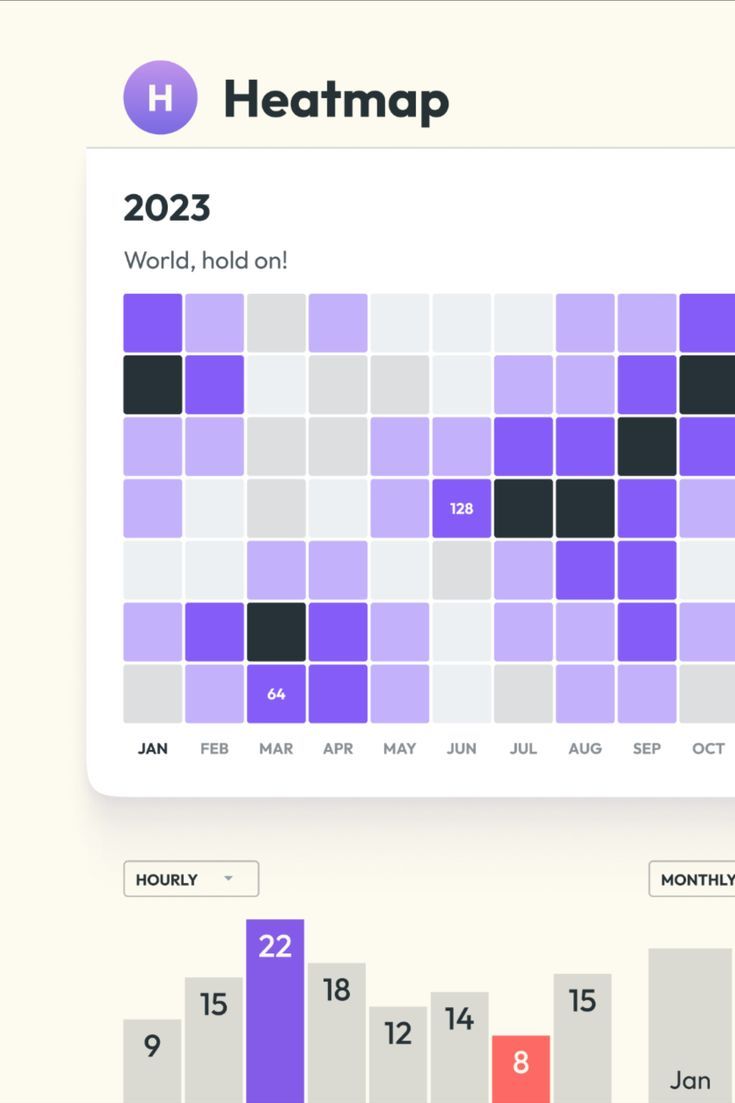 H
Heatmap
2023
World, hold on!
128
64
JAN FEB MAR APR MAY JUN JUL AUG SEP OCT
HOURLY
MONTHLY
9 15 22 18 12 14 8 15
Jan